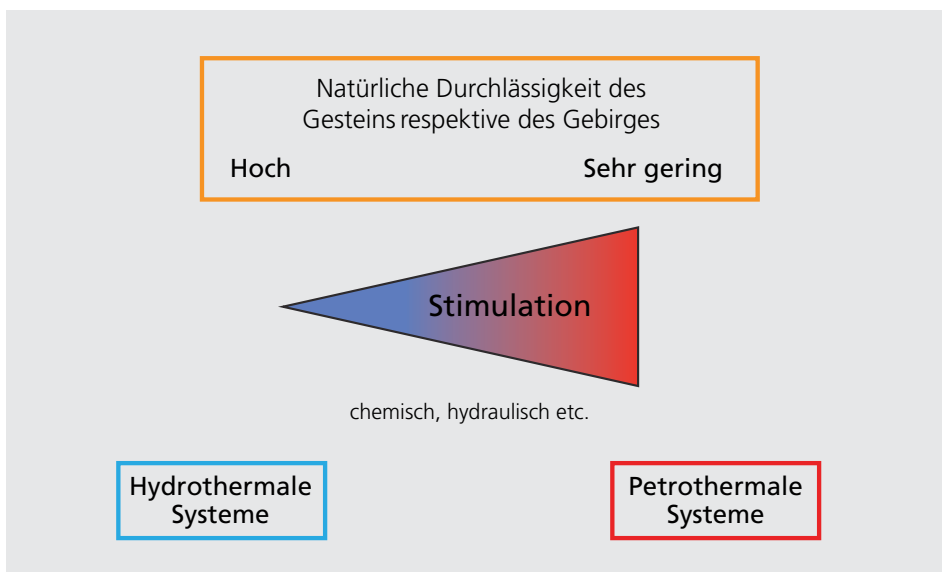 Natürliche Durchlässigkeit des
Gesteins respektive des Gebirges
Hoch
Sehr gering
Stimulation
chemisch, hydraulisch etc.
Hydrothermale
Systeme
Petrothermale
Systeme